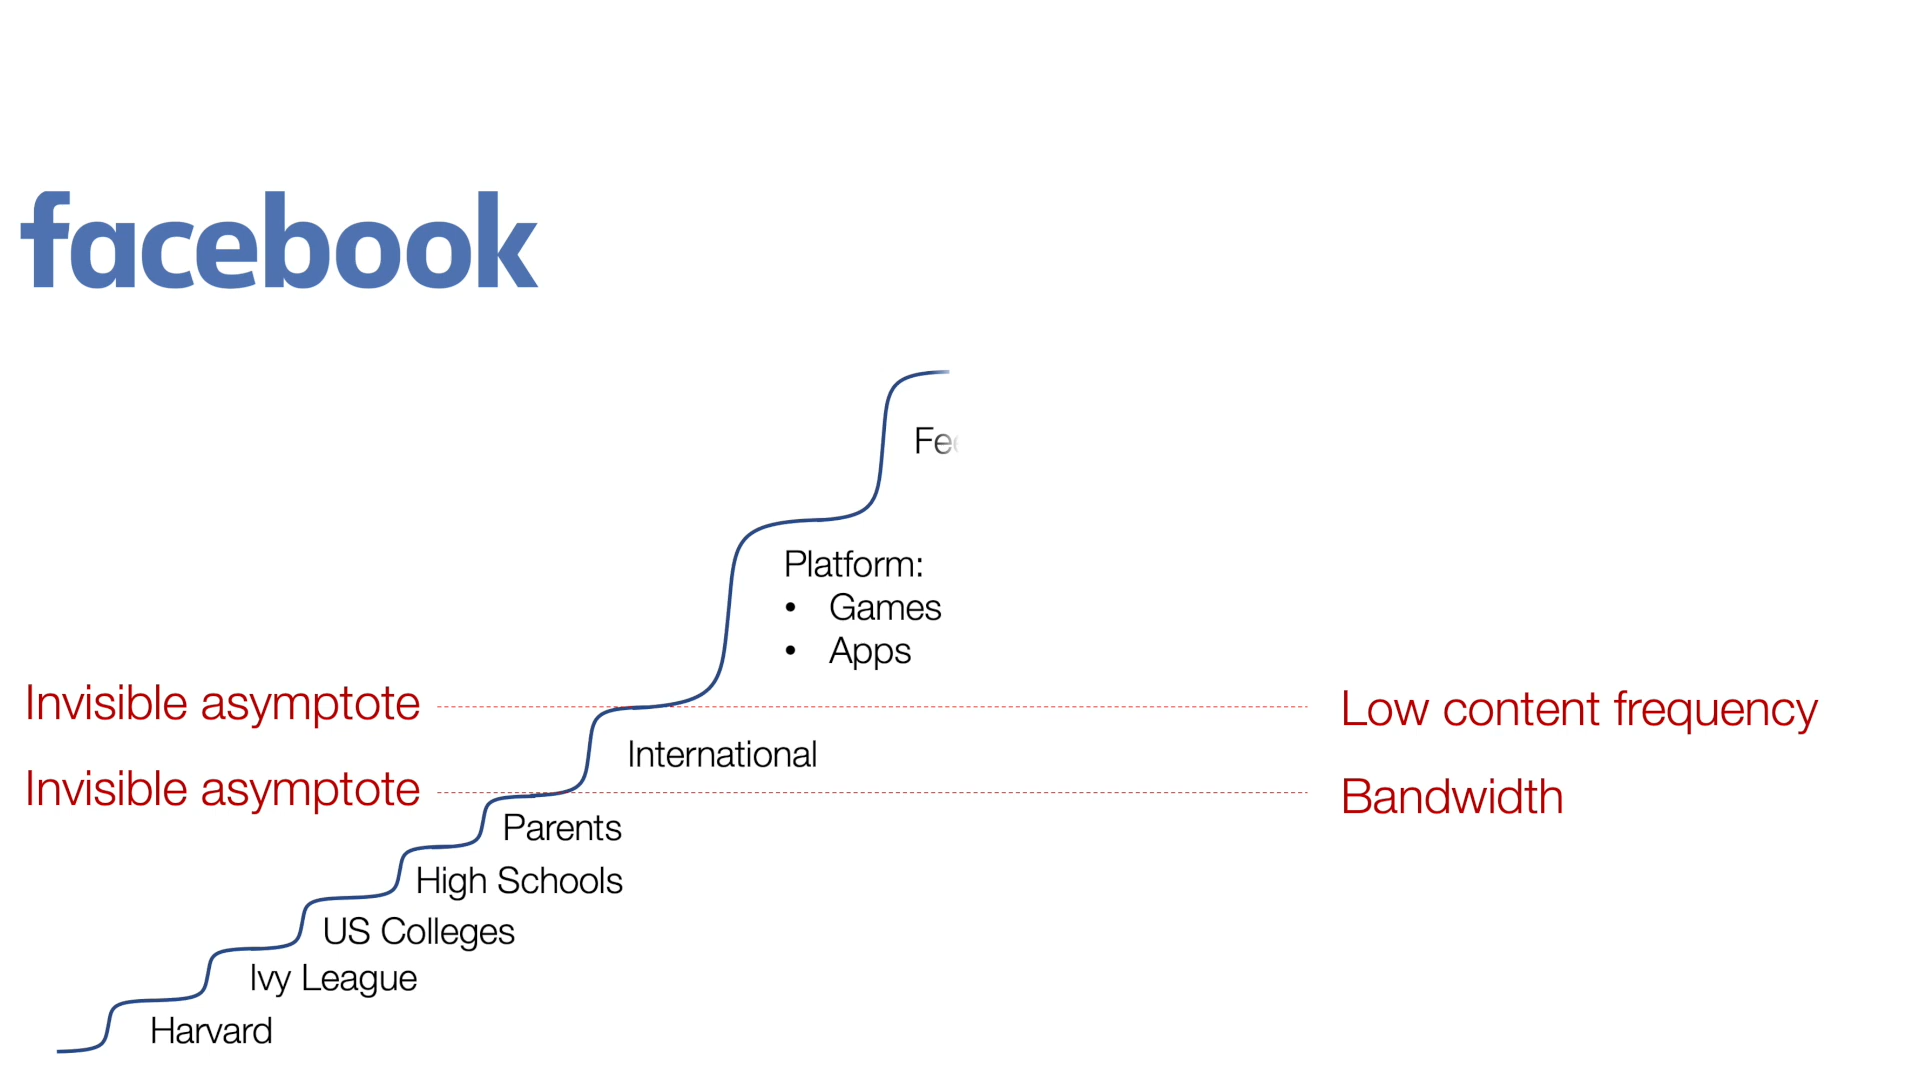 facebook
Platform:
• Games
• Apps
Invisible asymptote
Low content frequency
International
Invisible asymptote
Bandwidth
Parents
High Schools
US Colleges
Ivy League
Harvard